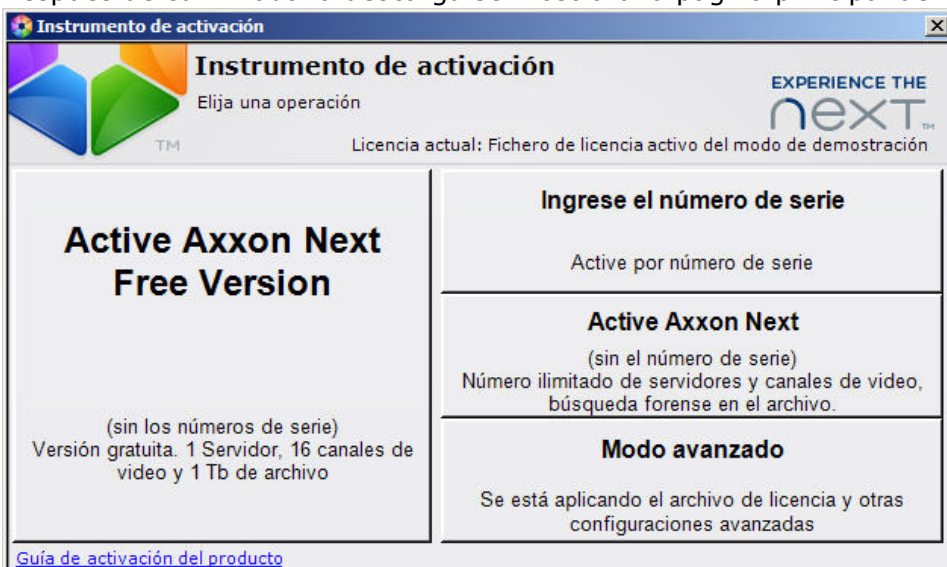 Instrumento de activación
Instrumento de activación
Elija una operación
EXPERIENCE THE
next™
TM
Licencia actual: Fichero de licencia activo del modo de demostración
Active Axxon Next
Free Version
(sin los números de serie)
Versión gratuita. 1 Servidor, 16 canales de
video y 1 Tb de archivo
Ingrese el número de serie
Active por número de serie
Active Axxon Next
(sin el número de serie)
Número ilimitado de servidores y canales de video,
búsqueda forense en el archivo.
Modo avanzado
Se está aplicando el archivo de licencia y otras
configuraciones avanzadas
Guía de activación del producto